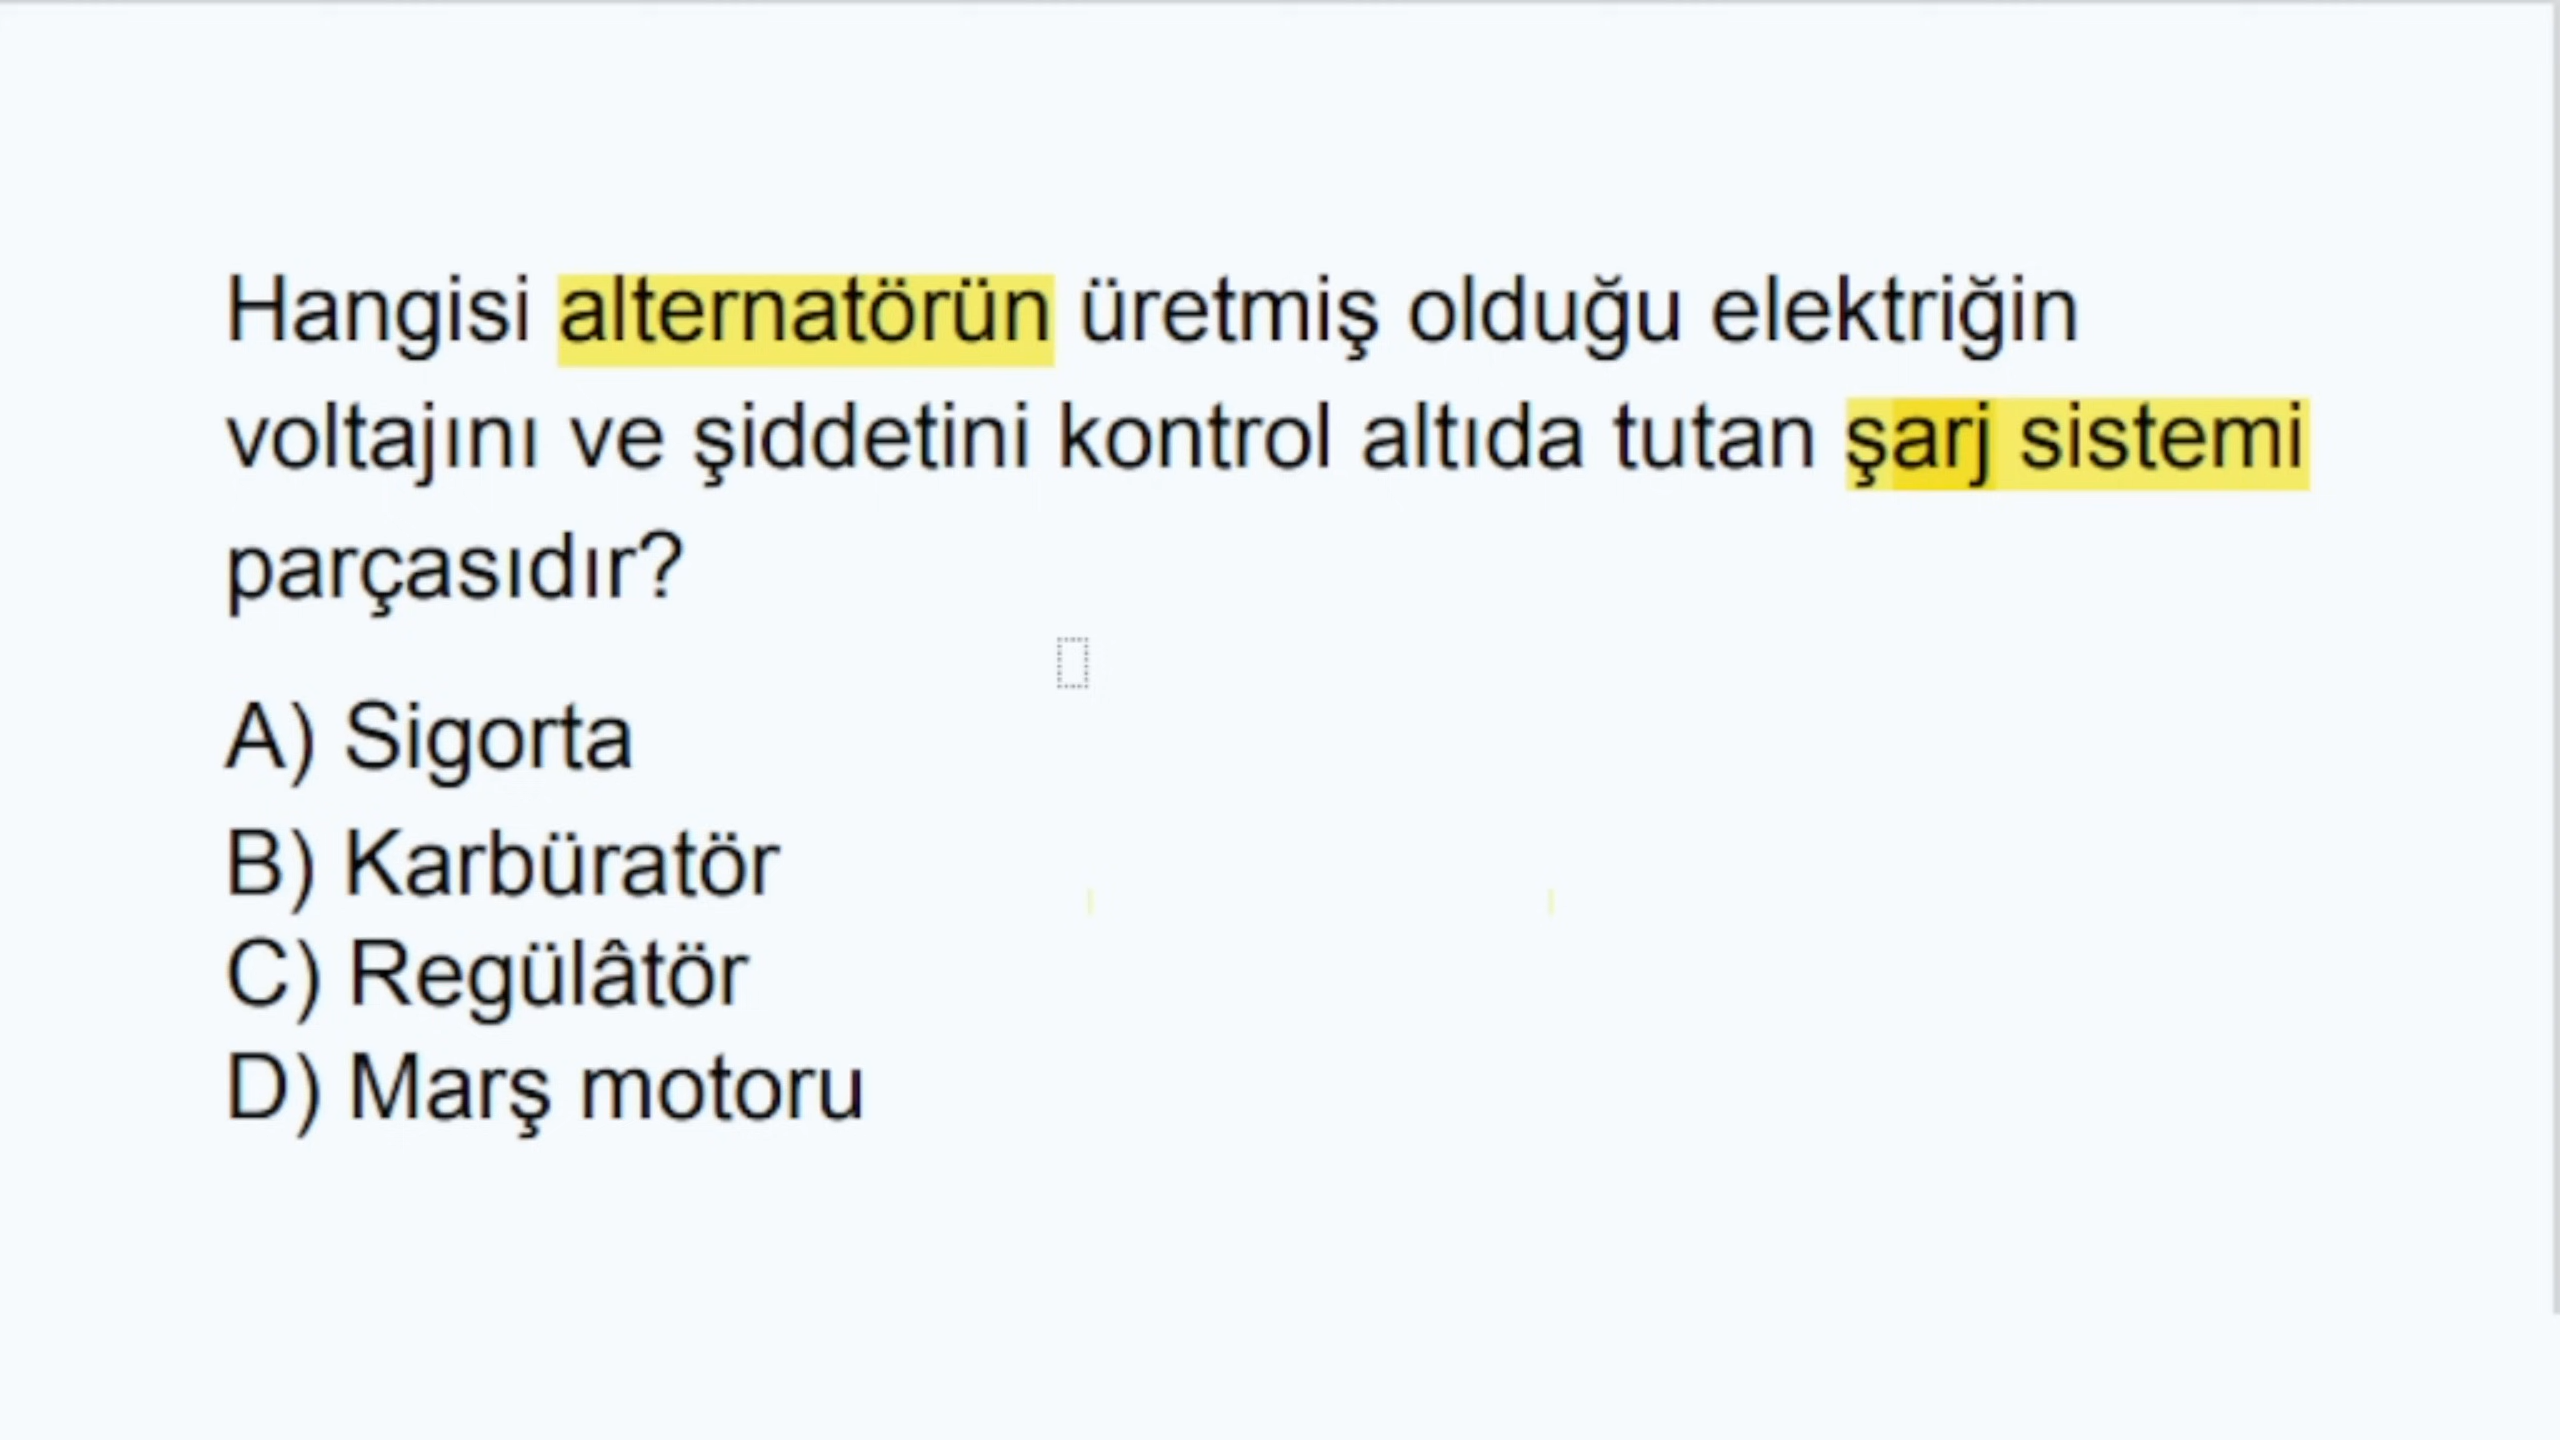 Hangisi alternatörün üretmiş olduğu elektriğin
voltajını ve şiddetini kontrol altıda tutan şarj sistemi
parçasıdır?
A) Sigorta
B) Karbüratör
C) Regülâtör
D) Marş motoru